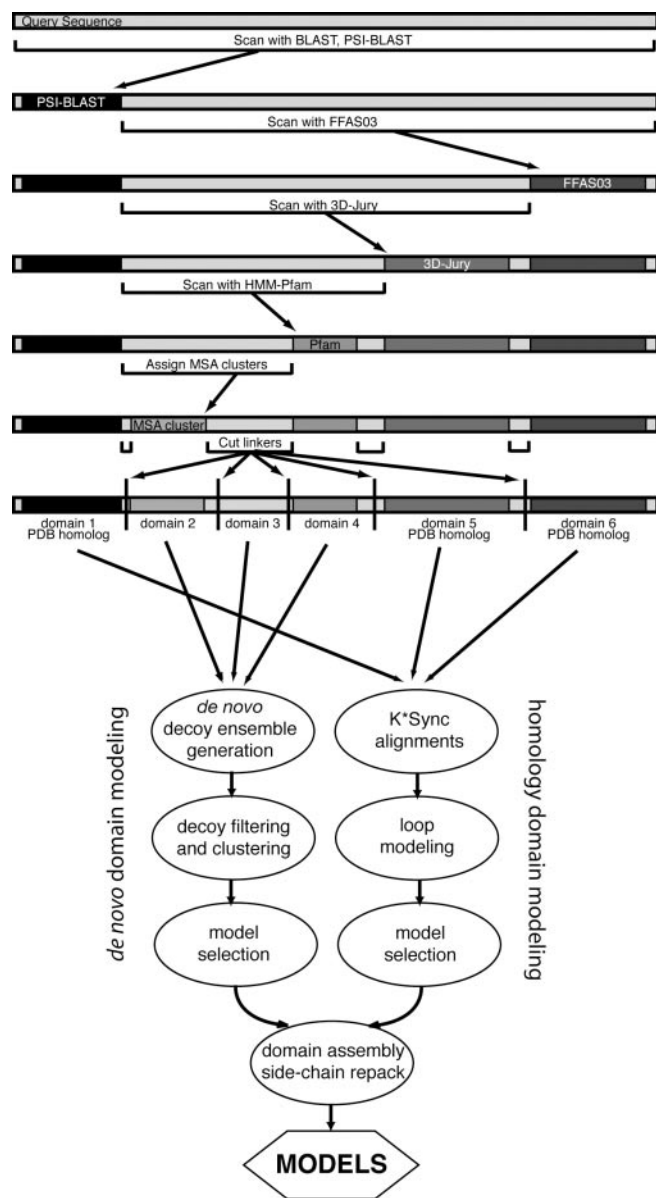 Query Sequence
Scan with BLAST, PSI-BLAST
PSI-BLAST
Scan with FFAS03
FFAS03
Scan with 3D-Jury
3D-Jury
Scan with HMM-Pfam
Pfam
Assign MSA clusters
MSA cluster
Cut linkers
domain 1
PDB homolog
domain 2
domain 3
domain 4
domain 5
PDB homolog
domain 6
PDB homolog
de novo domain modeling
de novo
decoy ensemble
generation
decoy filtering
and clustering
model
selection
K*Sync
alignments
loop
modeling
model
selection
homology domain modeling
domain assembly
side-chain repack
MODELS